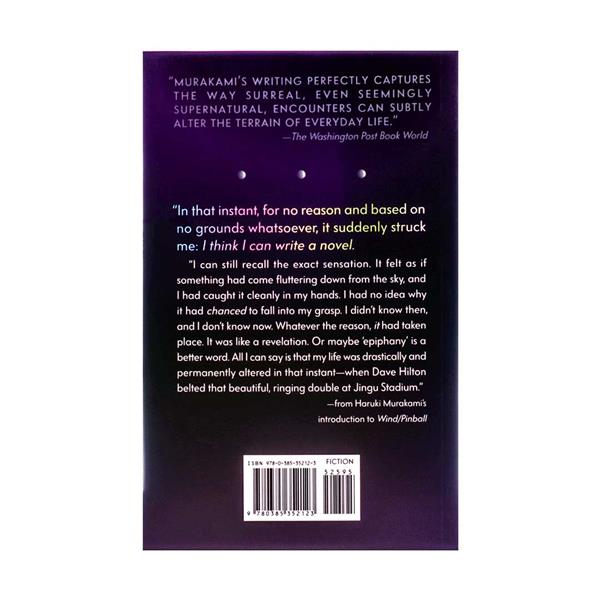 “MURAKAMI’S WRITING PERFECTLY CAPTURES
THE WAY SURREAL, EVEN SEEMINGLY
SUPERNATURAL, ENCOUNTERS CAN SUBTLY
ALTER THE TERRAIN OF EVERYDAY LIFE.”
—The Washington Post Book World
“In that instant, for no reason and based on
no grounds whatsoever, it suddenly struck
me: I think I can write a novel.
“I can still recall the exact sensation. It felt as if
something had come fluttering down from the sky, and
I had caught it cleanly in my hands. I had no idea why
it had chanced to fall into my grasp. I didn’t know then,
and I don’t know now. Whatever the reason, it had taken
place. It was like a revelation. Or maybe ‘epiphany’ is a
better word. All I can say is that my life was drastically and
permanently altered in that instant—when Dave Hilton
belted that beautiful, ringing double at Jingu Stadium.”
—from Haruki Murakami’s
introduction to Wind/Pinball
ISBN 978-0-385-35212-3 FICTION
52595
9 780385 352123